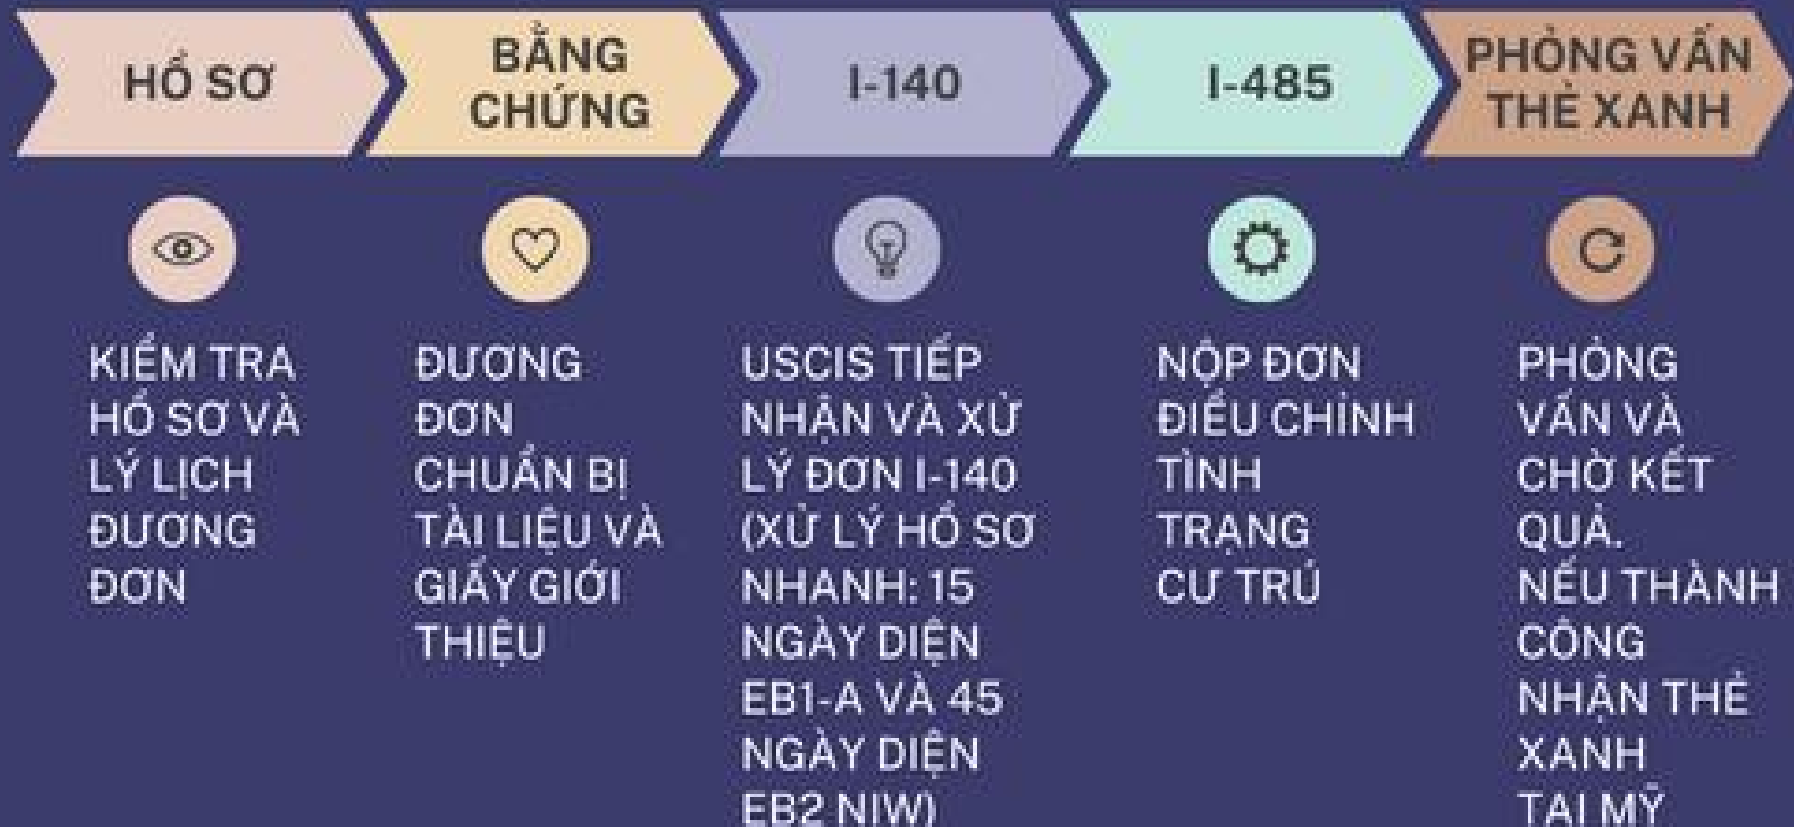 HỒ SƠ
BẰNG
CHỨNG
I-140
I-485
PHỎNG VẤN
THẺ XANH
KIỂM TRA
HỒ SƠ VÀ
LÝ LỊCH
ĐƯƠNG
ĐƠN
ĐƯƠNG
ĐƠN
CHUẨN BỊ
TÀI LIỆU VÀ
GIẤY GIỚI
THIỆU
USCIS TIẾP
NHẬN VÀ XỬ
LÝ ĐƠN I-140
(XỬ LÝ HỒ SƠ
NHANH: 15
NGÀY DIỆN
EB1-A VÀ 45
NGÀY DIỆN
EB2 NIW)
NỘP ĐƠN
ĐIỀU CHỈNH
TÌNH
TRẠNG
CƯ TRÚ
PHỎNG
VẤN VÀ
CHỜ KẾT
QUẢ.
NẾU THÀNH
CÔNG
NHẬN THẺ
XANH
TẠI MỸ